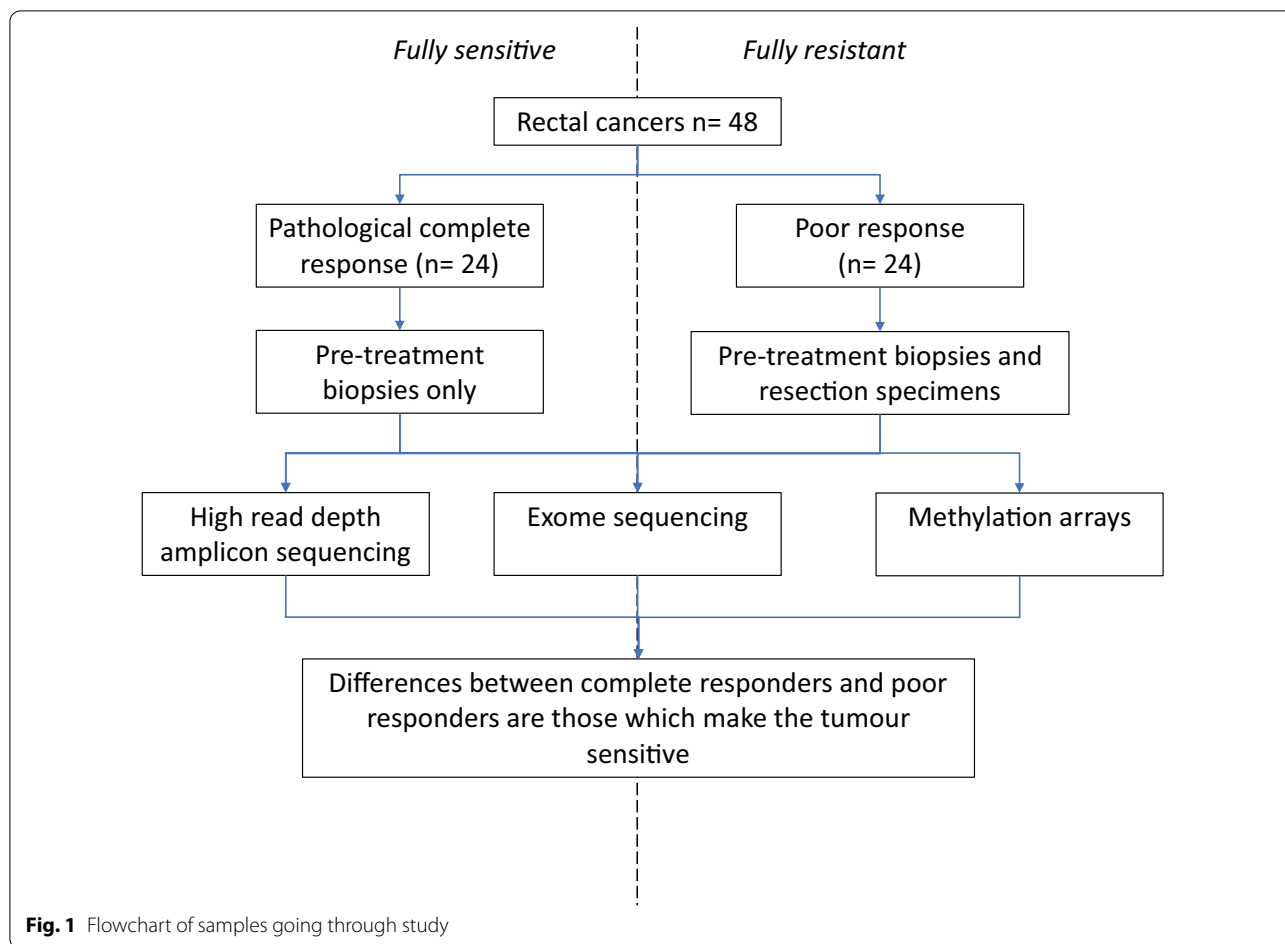 Fully sensitive
Fully resistant
Rectal cancers n= 48
Pathological complete
response (n= 24)
Poor response
(n= 24)
Pre-treatment
biopsies only
Pre-treatment biopsies and
resection specimens
High read depth
amplicon sequencing
Exome sequencing
Methylation arrays
Differences between complete responders and poor
responders are those which make the tumour
sensitive
Fig. 1 Flowchart of samples going through study